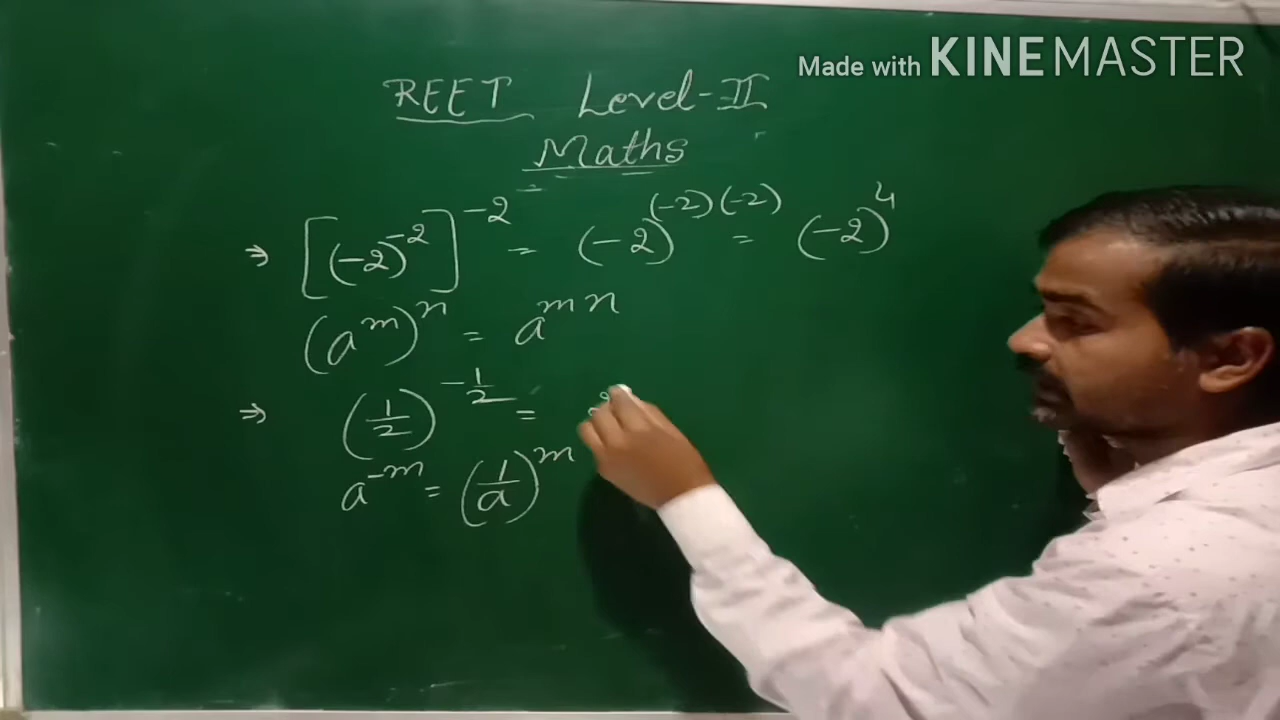 Made with KINEMASTER
REET Level-II
Maths
⇒ [(-2)^-2]^-2 = (-2)^(-2)(-2) = (-2)^4
(a^m)^n = a^mn
⇒ (1/2)^-1/2 =
a^-m = (1/a)^m